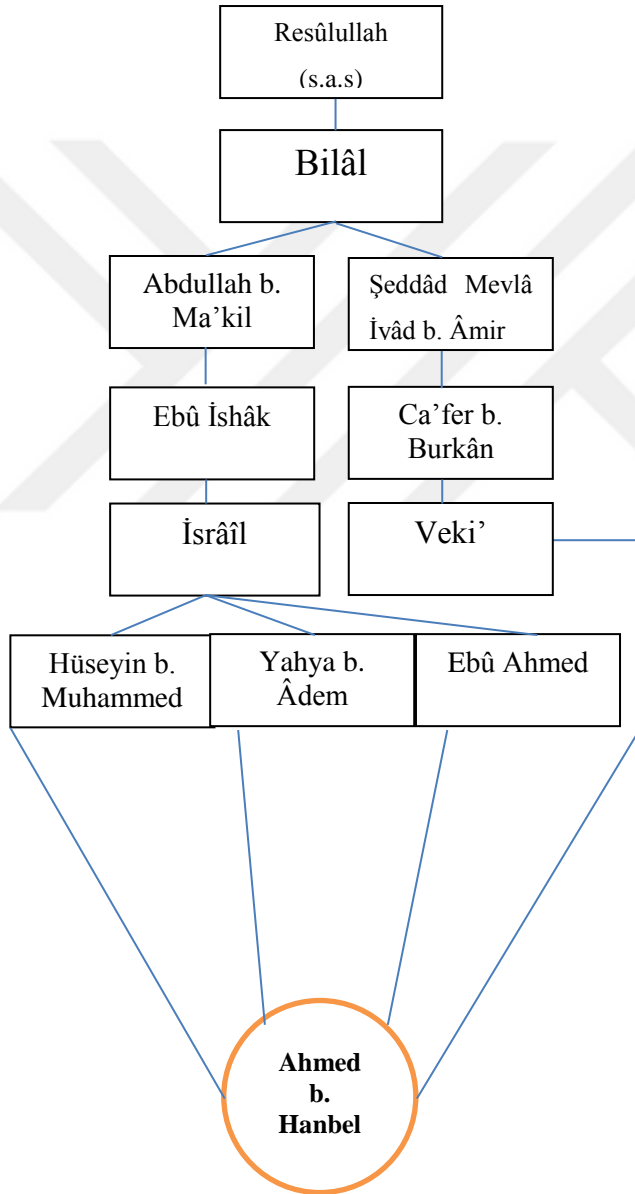 Resûlullah
(s.a.s)
Bilâl
Abdullah b.
Ma’kil
Şeddâd Mevlâ
İvâd b. Âmir
Ebû İshâk
Ca’fer b.
Burkân
İsrâîl
Veki’
Hüseyin b.
Muhammed
Yahya b.
Âdem
Ebû Ahmed
Ahmed
b.
Hanbel